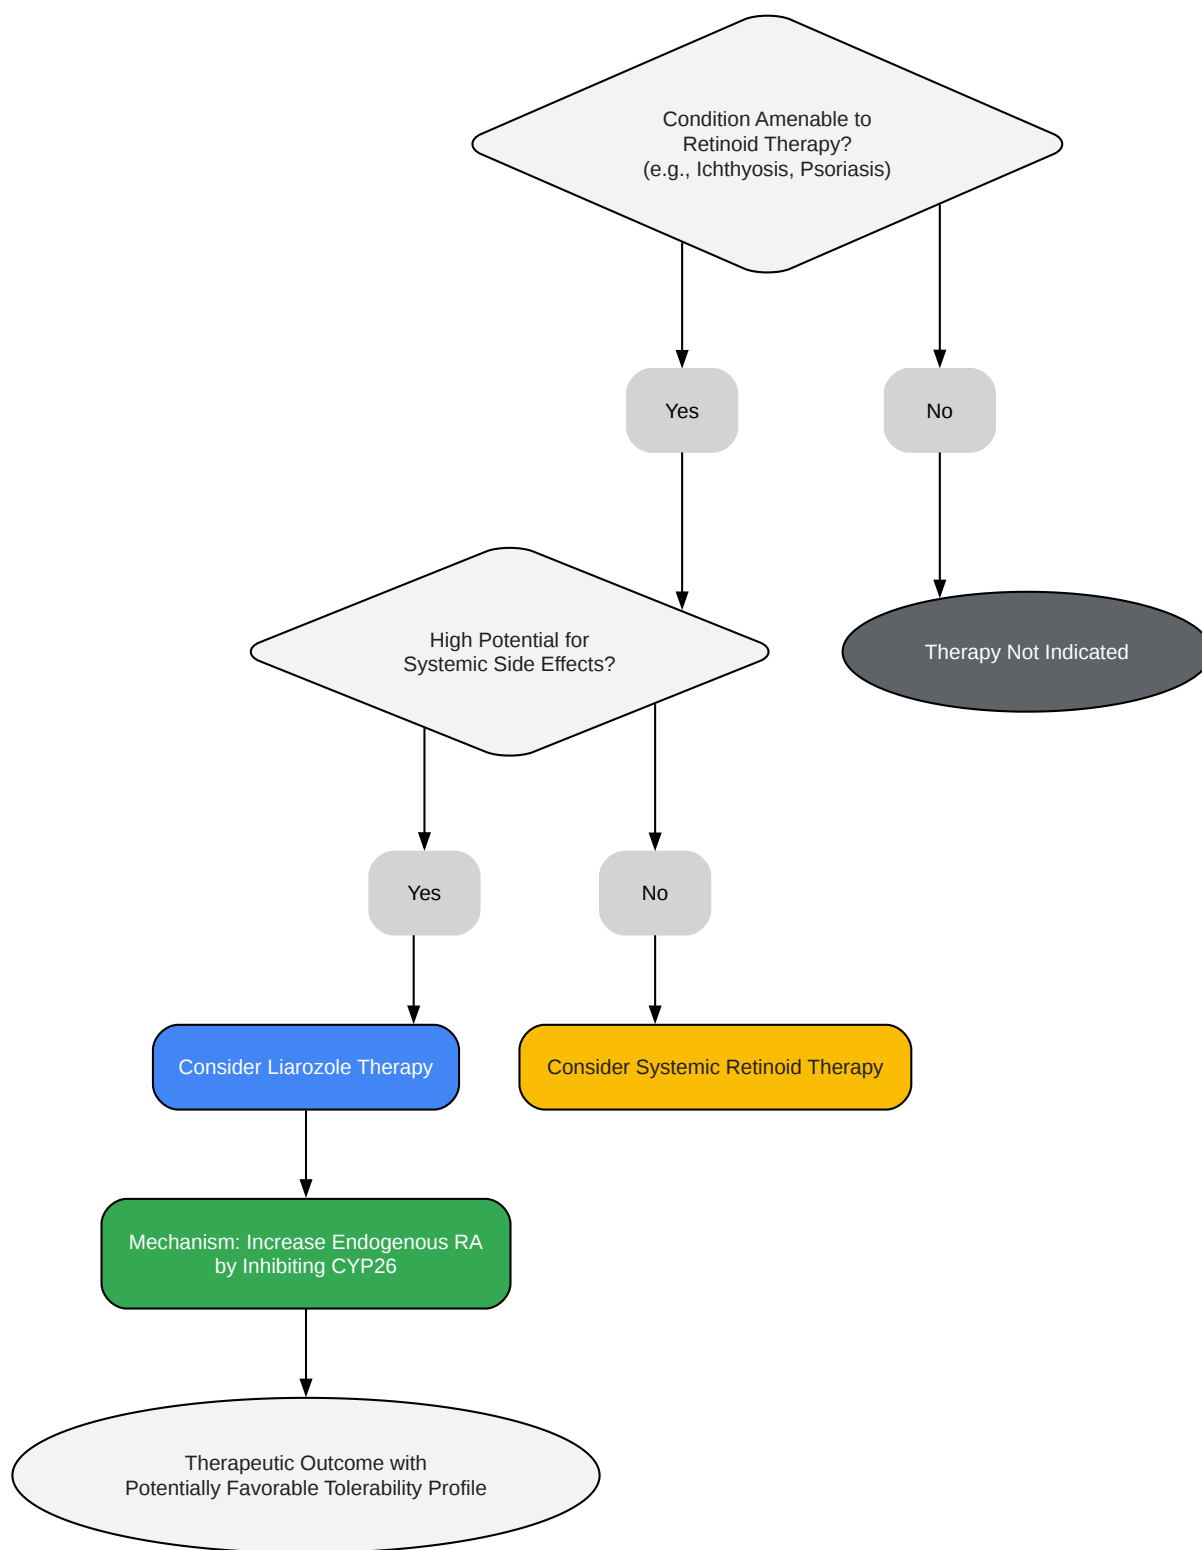 Condition Amenable to
Retinoid Therapy?
(e.g., Ichthyosis, Psoriasis)
Yes
No
High Potential for
Systemic Side Effects?
Therapy Not Indicated
Yes
No
Consider Liarozole Therapy
Consider Systemic Retinoid Therapy
Mechanism: Increase Endogenous RA
by Inhibiting CYP26
Therapeutic Outcome with
Potentially Favorable Tolerability Profile